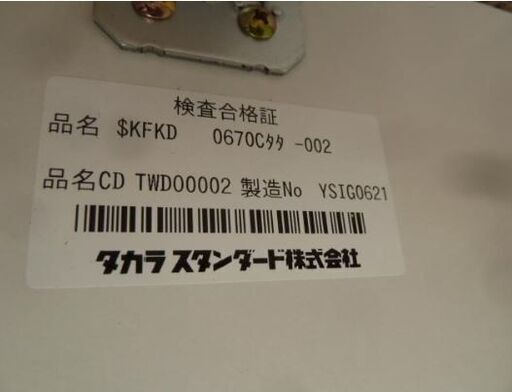 検査合格証
品名 $KFKD 0670Cﾀﾀ -002
品名CD TWD00002 製造No YSIG0621
タカラスタンダード株式会社